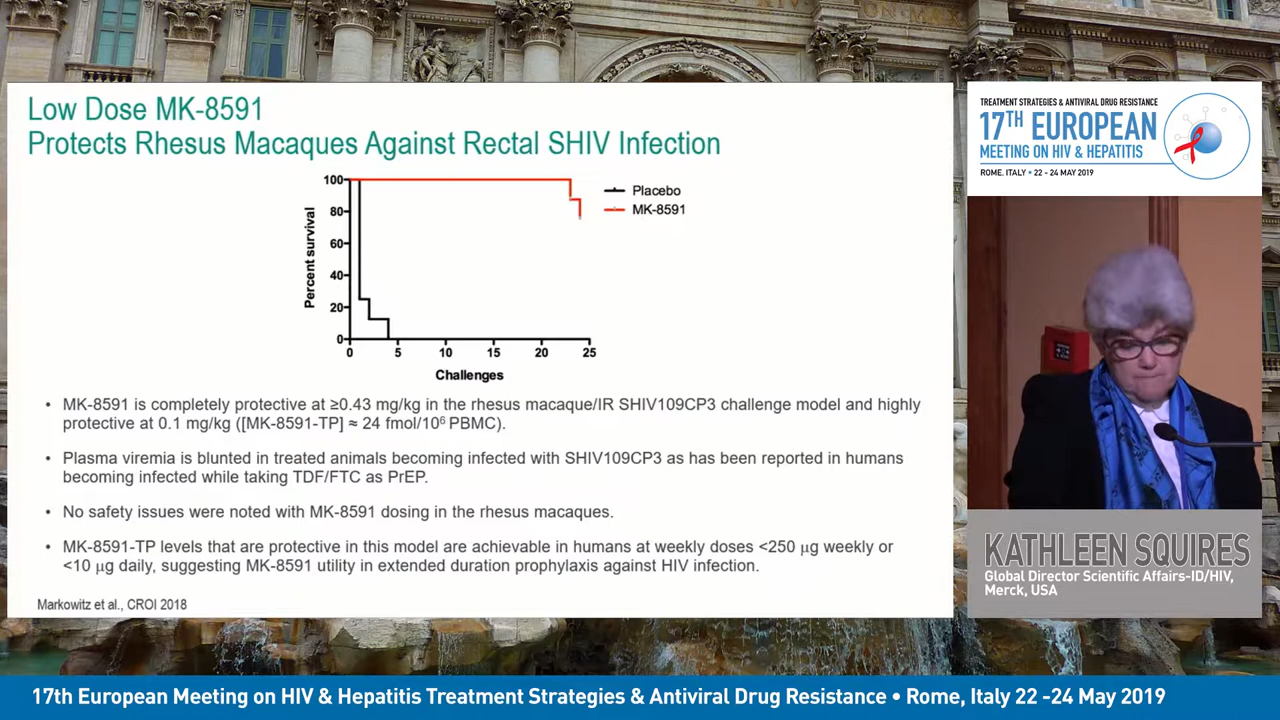 Low Dose MK-8591
Protects Rhesus Macaques Against Rectal SHIV Infection
100
80
60
40
20
0
Percent survival
0 5 10 15 20 25
Challenges
Placebo
MK-8591
• MK-8591 is completely protective at ≥0.43 mg/kg in the rhesus macaque/IR SHIV109CP3 challenge model and highly
protective at 0.1 mg/kg ([MK-8591-TP] ≈ 24 fmol/10⁶ PBMC).
• Plasma viremia is blunted in treated animals becoming infected with SHIV109CP3 as has been reported in humans
becoming infected while taking TDF/FTC as PrEP.
• No safety issues were noted with MK-8591 dosing in the rhesus macaques.
• MK-8591-TP levels that are protective in this model are achievable in humans at weekly doses <250 μg weekly or
<10 μg daily, suggesting MK-8591 utility in extended duration prophylaxis against HIV infection.
Markowitz et al., CROI 2018
TREATMENT STRATEGIES & ANTIVIRAL DRUG RESISTANCE
17TH EUROPEAN
MEETING ON HIV & HEPATITIS
ROME, ITALY • 22 - 24 MAY 2019
KATHLEEN SQUIRES
Global Director Scientific Affairs-ID/HIV,
Merck, USA
17th European Meeting on HIV & Hepatitis Treatment Strategies & Antiviral Drug Resistance • Rome, Italy 22 -24 May 2019